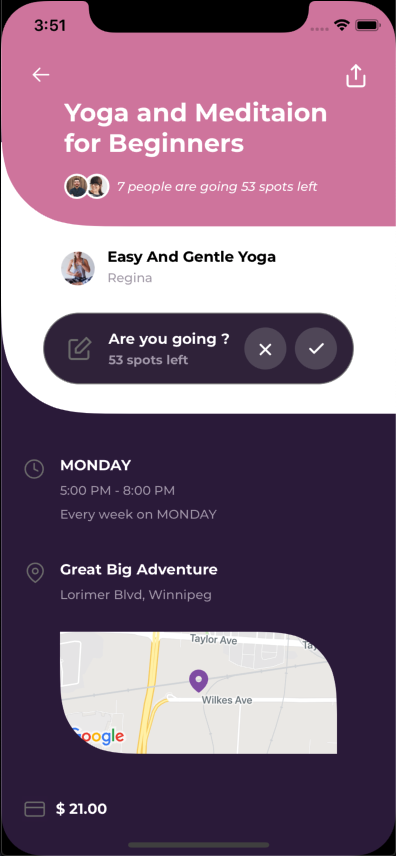 3:51
Yoga and Meditaion
for Beginners
7 people are going 53 spots left
Easy And Gentle Yoga
Regina
Are you going ?
53 spots left
MONDAY
5:00 PM - 8:00 PM
Every week on MONDAY
Great Big Adventure
Lorimer Blvd, Winnipeg
Taylor Ave
Wilkes Ave
Google
$ 21.00